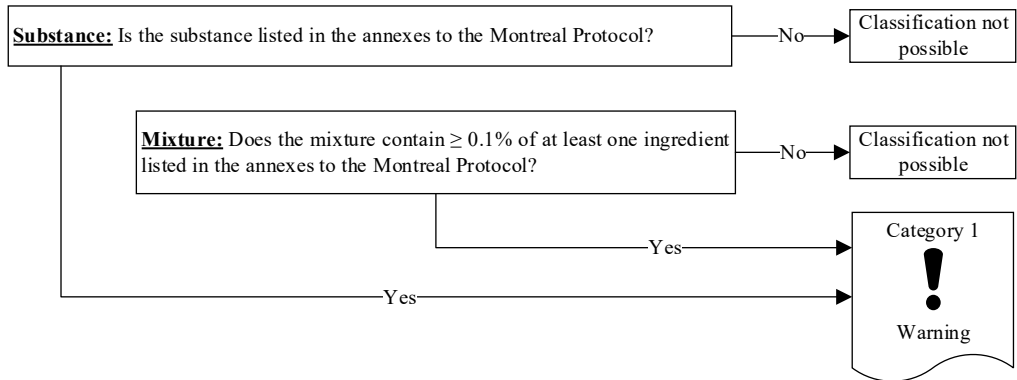 Substance: Is the substance listed in the annexes to the Montreal Protocol?
No
Classification not
possible
Mixture: Does the mixture contain ≥ 0.1% of at least one ingredient
listed in the annexes to the Montreal Protocol?
No
Classification not
possible
Category 1
Yes
Yes
Warning